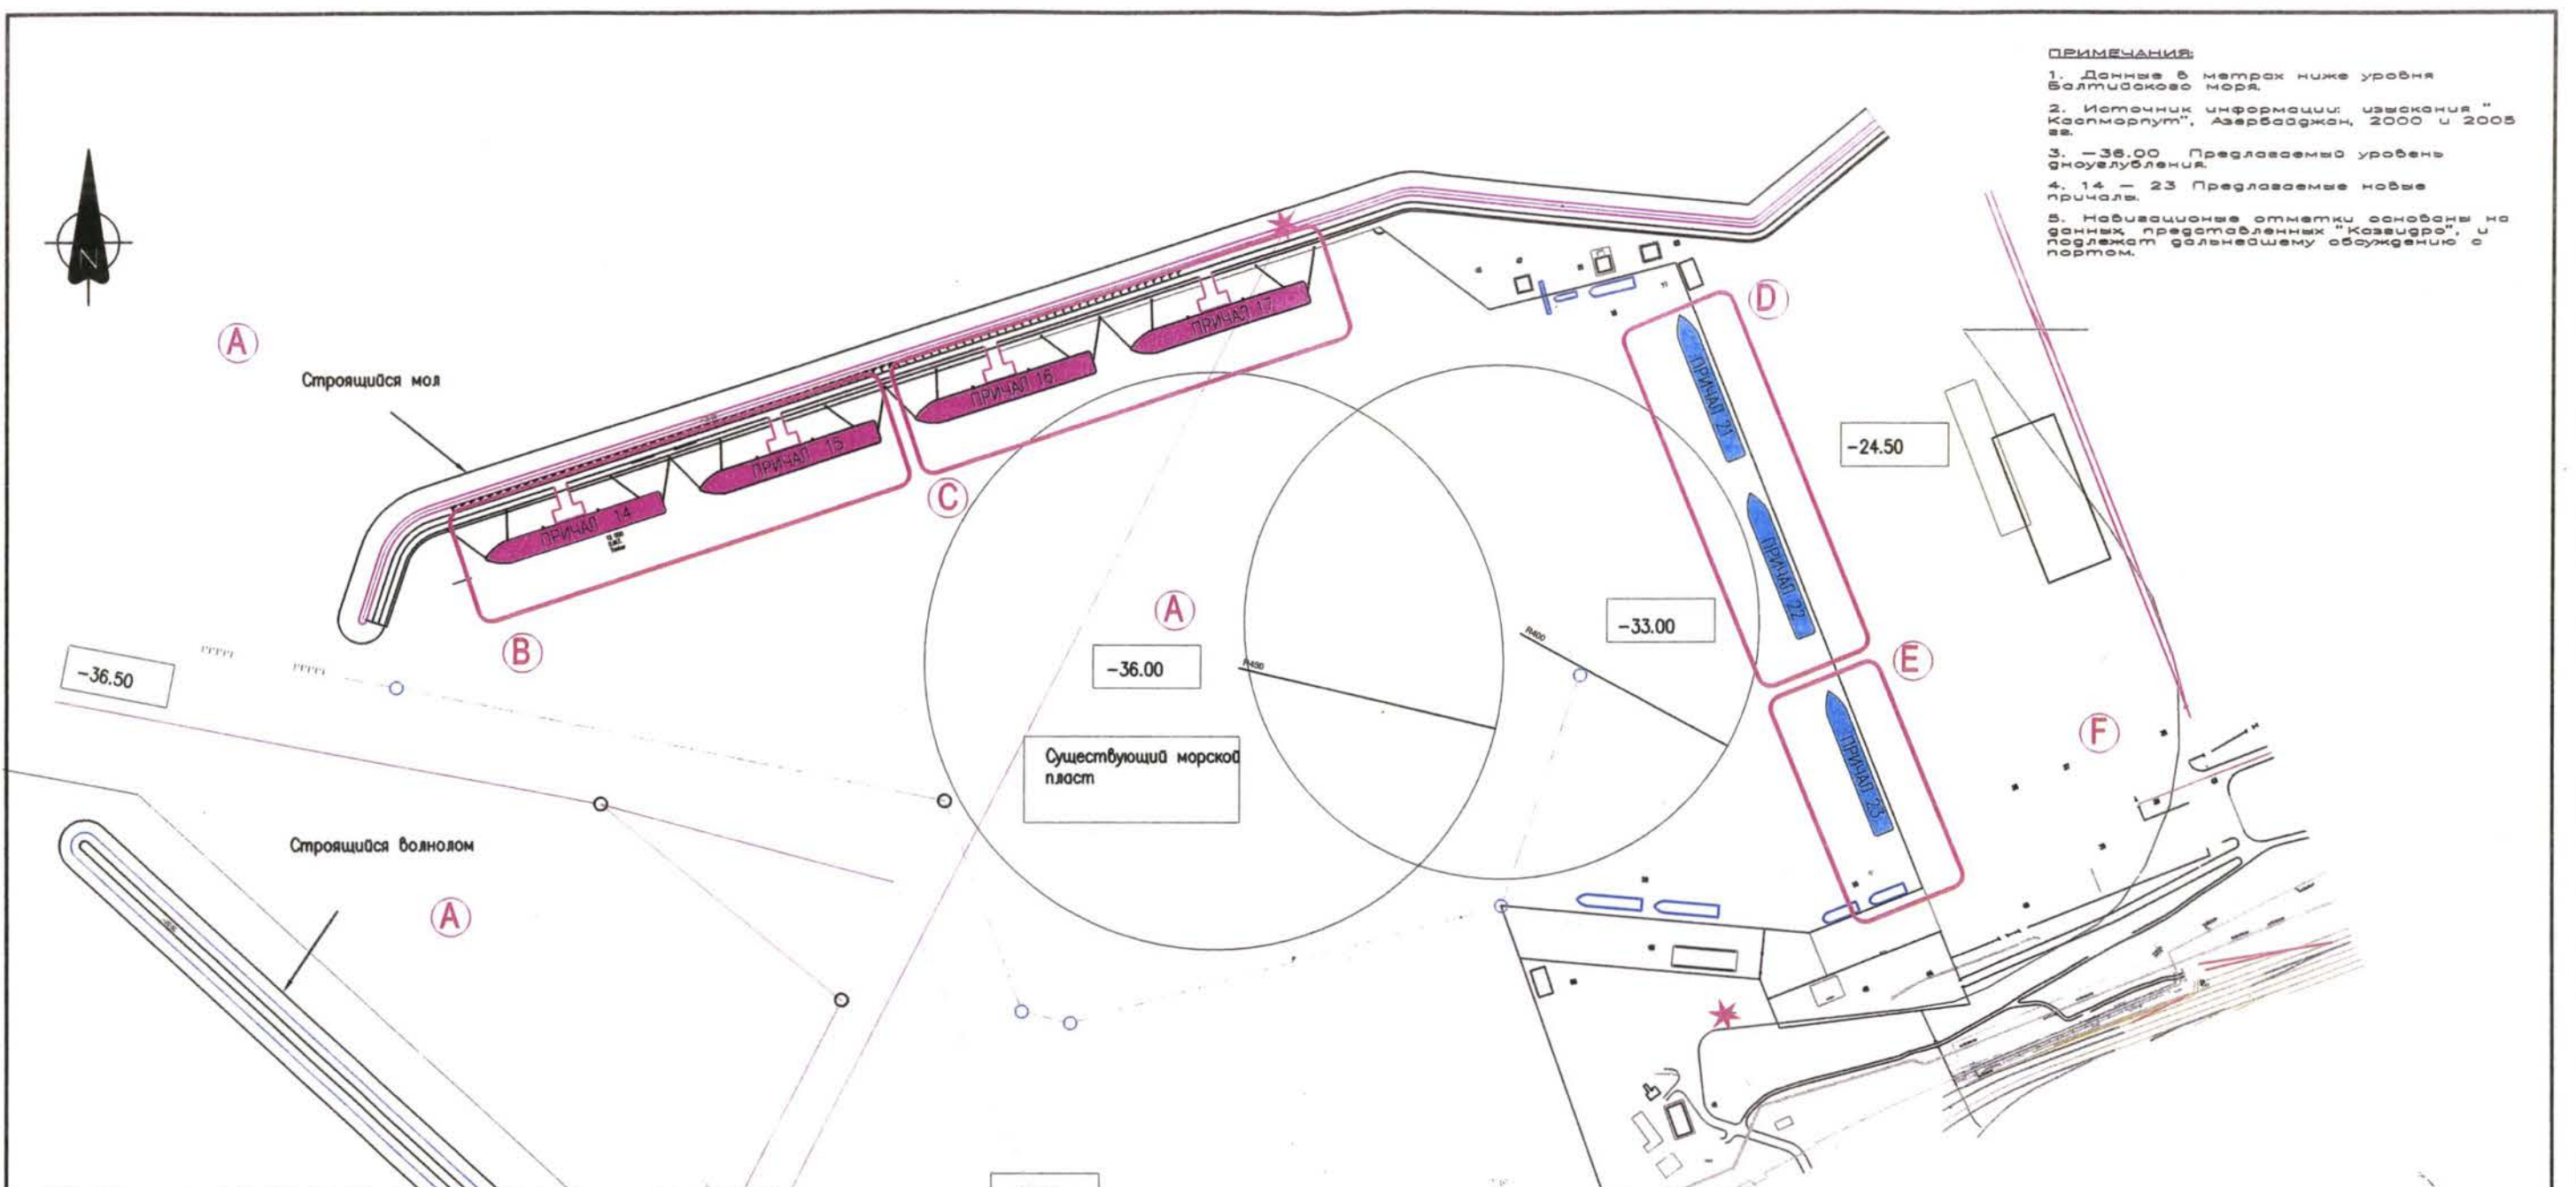 ПРИМЕЧАНИЯ:
1. Данные в метрах ниже уровня
Балтийского моря.
2. Источник информации: изыскания "
Каспморпут", Азербайджан, 2000 и 2005
гг.
3. -36.00 Предлагаемый уровень
дноуглубления.
4. 14 - 23 Предлагаемые новые
причалы.
5. Навигационые отметки основаны на
данных, представленных "Казгидро", и
подлежат дальнейшему обсуждению с
портом.
N
A
Строящийся мол
ПРИЧАЛ 17
ПРИЧАЛ 16
ПРИЧАЛ 15
ПРИЧАЛ 14
D
ПРИЧАЛ 21
-24.50
C
B
ПРИЧАЛ 22
A
-33.00
R400
-36.50
-36.00
R450
E
F
ПРИЧАЛ 23
Существующий морской
пласт
Строящийся волнолом
A